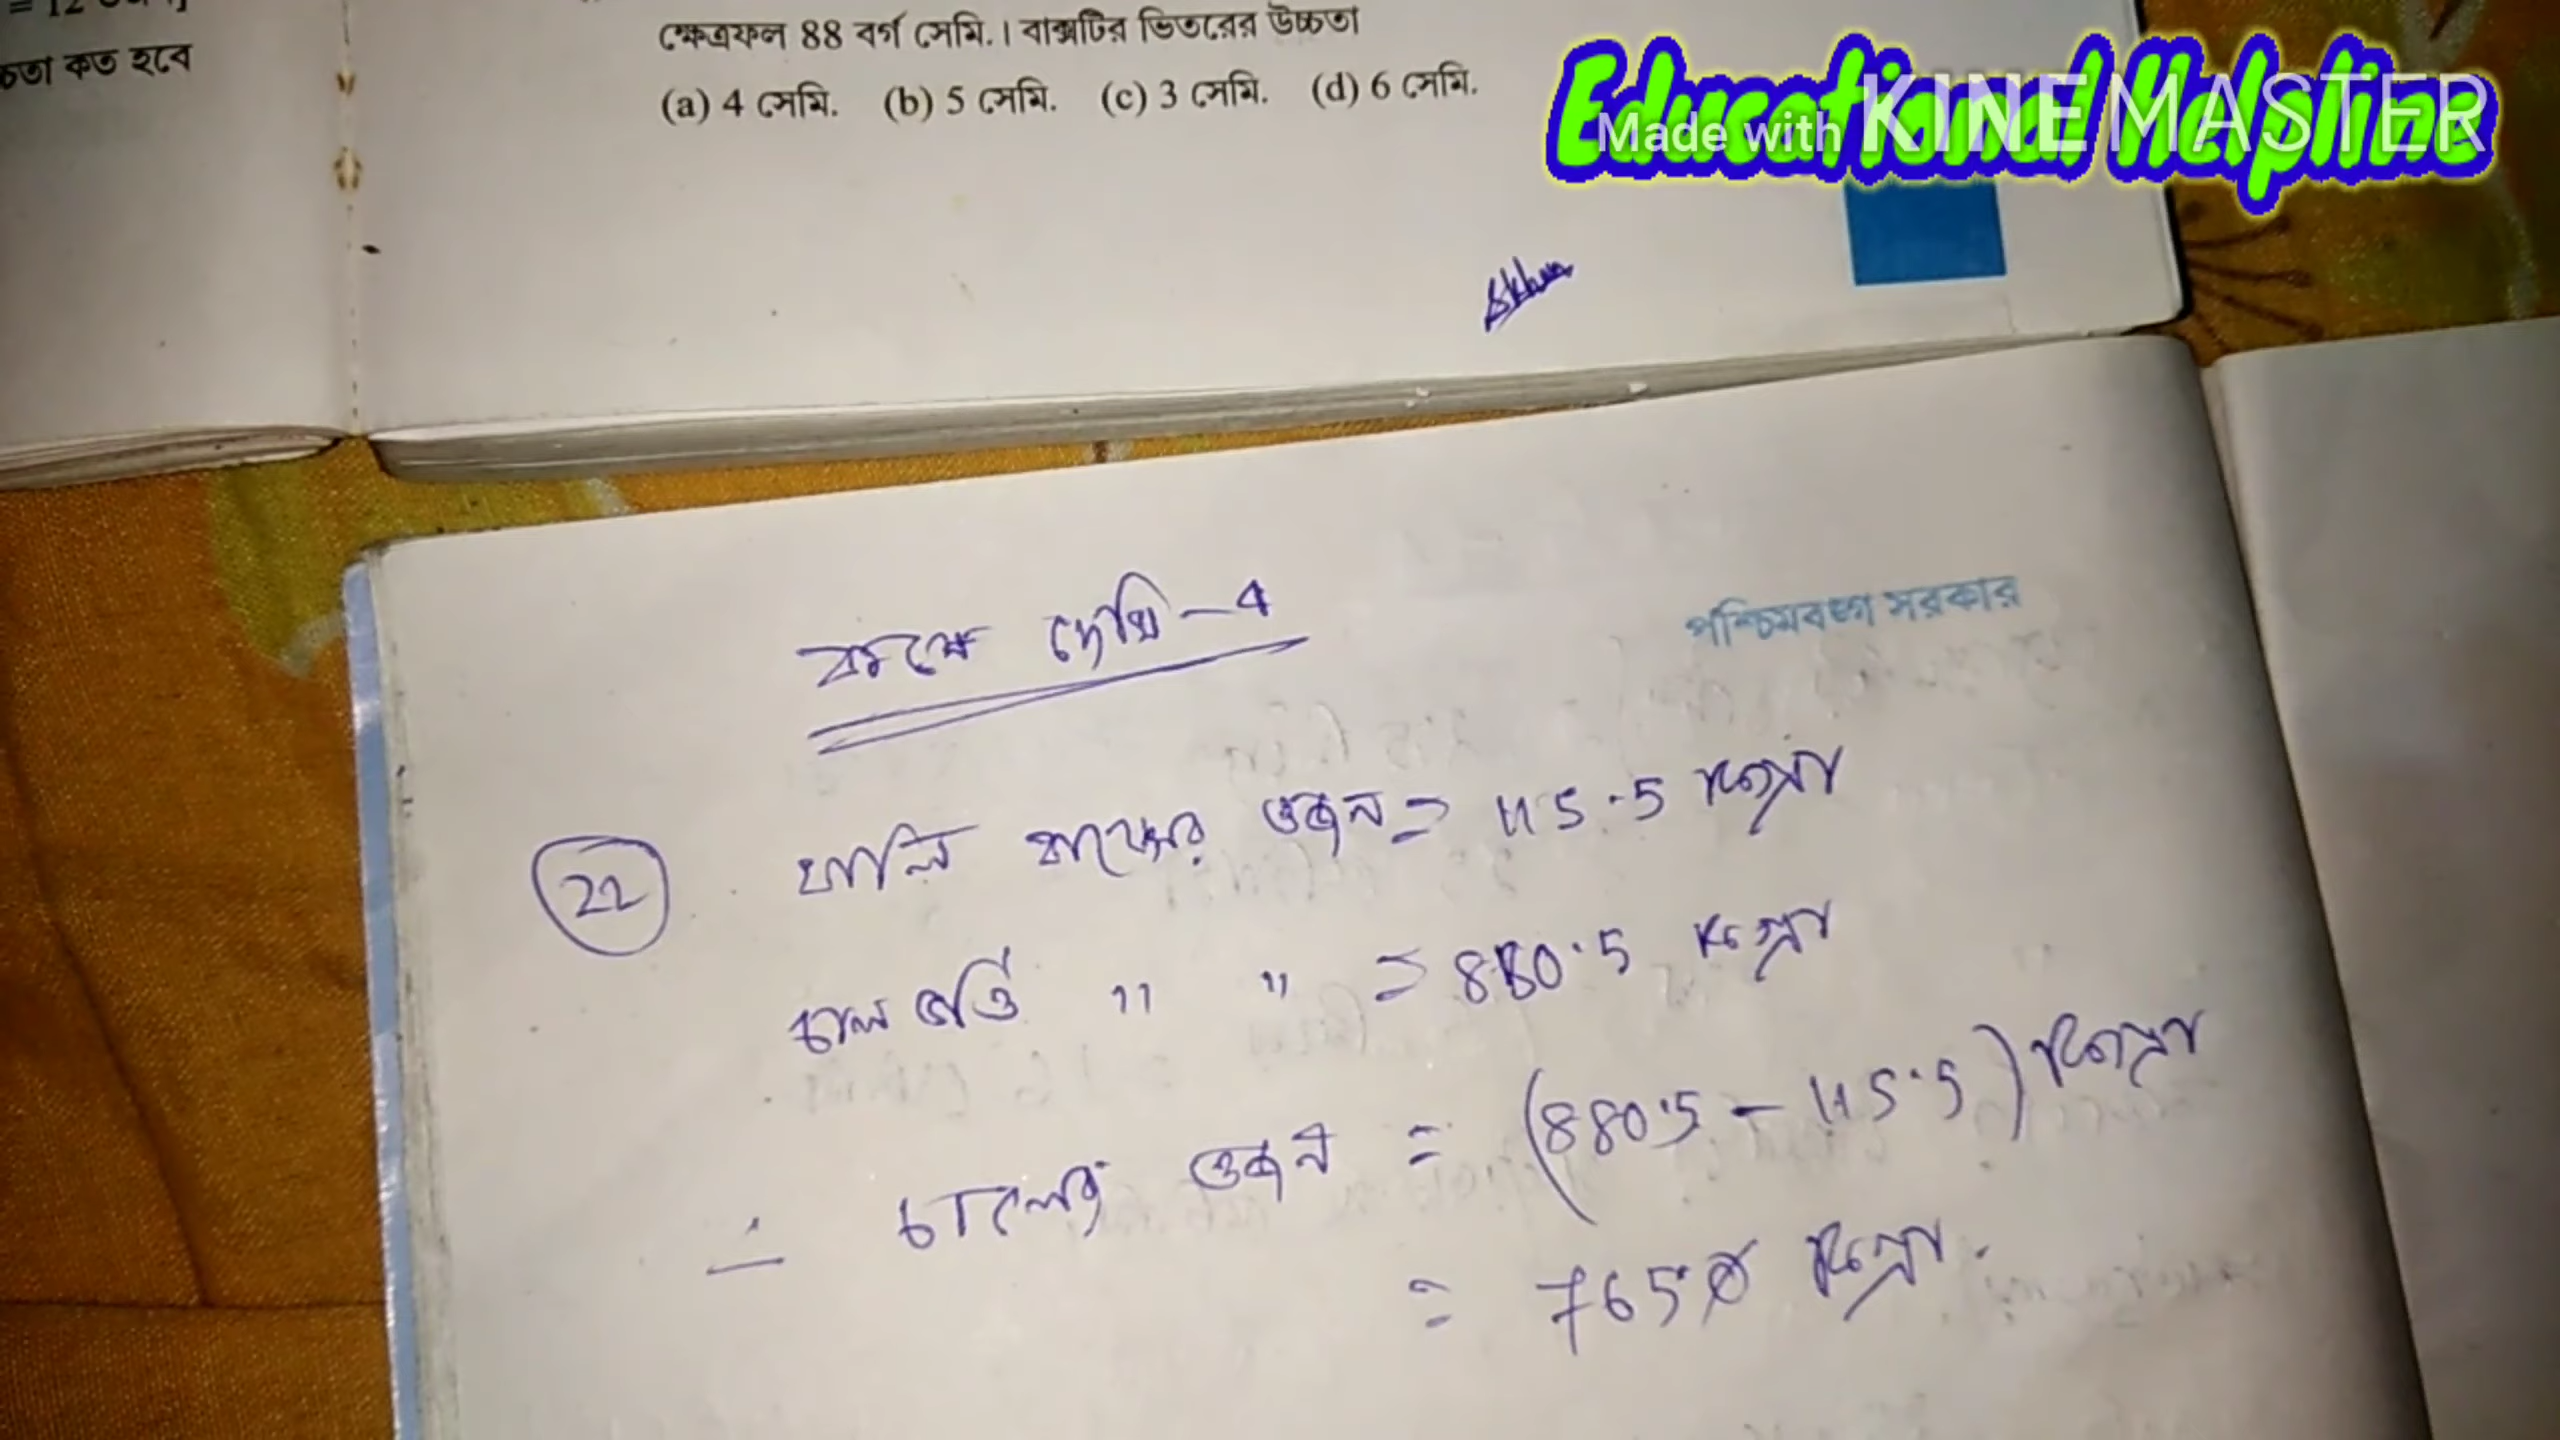 = 12
চতা কত হবে
ক্ষেত্রফল 88 বর্গ সেমি.। বাক্সটির ভিতরের উচ্চতা
(a) 4 সেমি. (b) 5 সেমি. (c) 3 সেমি. (d) 6 সেমি.
Educational Helpline
Made with KINEMASTER
কষে দেখি - 4
পশ্চিমবঙ্গ সরকার
22 খালি বাক্সের ওজন = 115.5 কিগ্রা
চাল ভর্তি " " = 880.5 কিগ্রা
∴ চালের ওজন = (880.5 - 115.5) কিগ্রা
= 765.0 কিগ্রা.